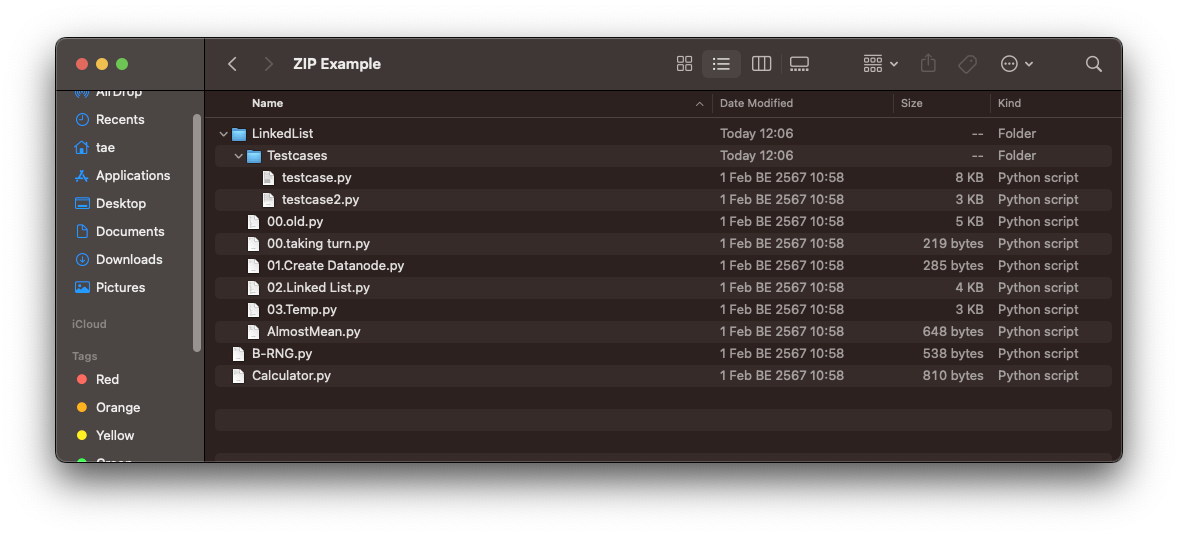 ZIP Example
AirDrop
Recents
tae
Applications
Desktop
Documents
Downloads
Pictures
iCloud
Tags
Red
Orange
Yellow
Green
Name Date Modified Size Kind
LinkedList Today 12:06 -- Folder
Testcases Today 12:06 -- Folder
testcase.py 1 Feb BE 2567 10:58 8 KB Python script
testcase2.py 1 Feb BE 2567 10:58 3 KB Python script
00.old.py 1 Feb BE 2567 10:58 5 KB Python script
00.taking turn.py 1 Feb BE 2567 10:58 219 bytes Python script
01.Create Datanode.py 1 Feb BE 2567 10:58 285 bytes Python script
02.Linked List.py 1 Feb BE 2567 10:58 4 KB Python script
03.Temp.py 1 Feb BE 2567 10:58 3 KB Python script
AlmostMean.py 1 Feb BE 2567 10:58 648 bytes Python script
B-RNG.py 1 Feb BE 2567 10:58 538 bytes Python script
Calculator.py 1 Feb BE 2567 10:58 810 bytes Python script